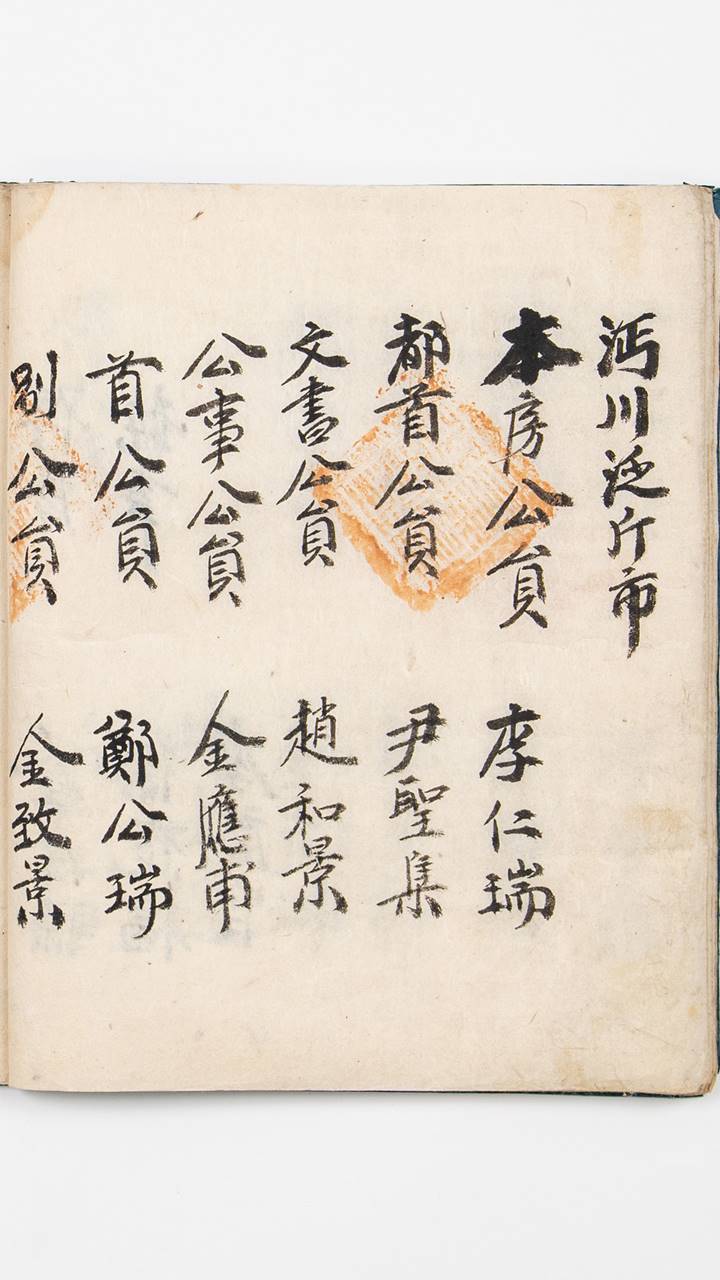 沔川泛斤市
本房公員 李仁瑞
都首公員 尹聖集
文書公員 趙和景
公事公員 金應甫
首公員 鄭公瑞
別公員 金致景